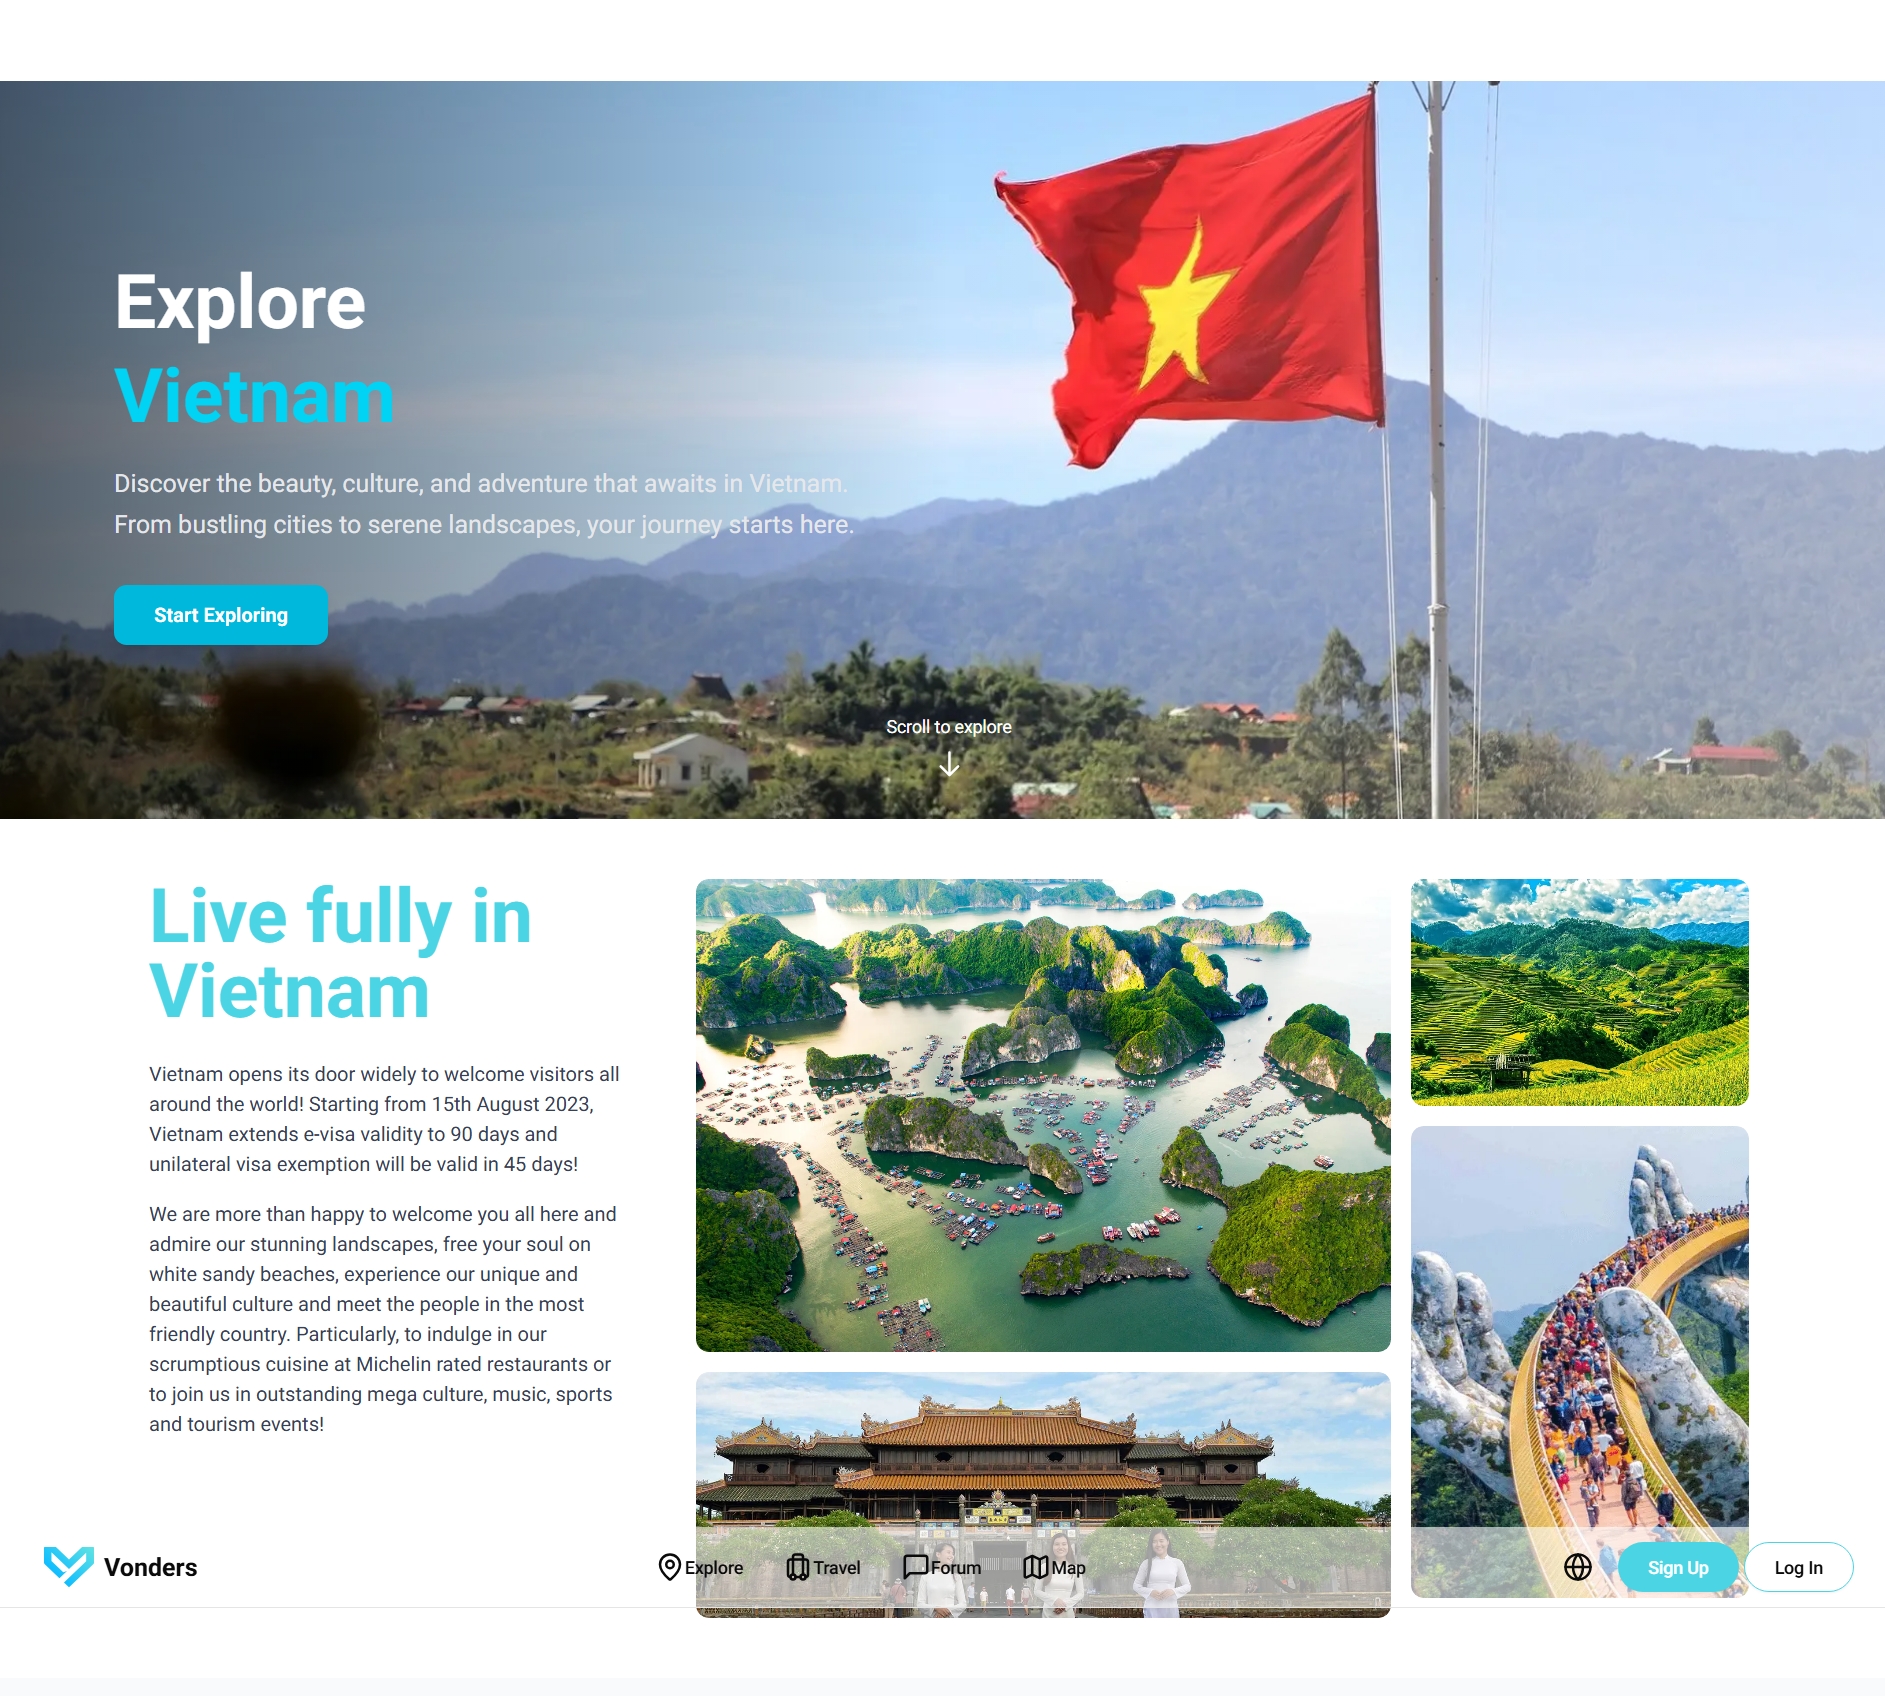 Explore
Vietnam
Discover the beauty, culture, and adventure that awaits in Vietnam.
From bustling cities to serene landscapes, your journey starts here.
Start Exploring
Scroll to explore
Live fully in
Vietnam
Vietnam opens its door widely to welcome visitors all
around the world! Starting from 15th August 2023,
Vietnam extends e-visa validity to 90 days and
unilateral visa exemption will be valid in 45 days!
We are more than happy to welcome you all here and
admire our stunning landscapes, free your soul on
white sandy beaches, experience our unique and
beautiful culture and meet the people in the most
friendly country. Particularly, to indulge in our
scrumptious cuisine at Michelin rated restaurants or
to join us in outstanding mega culture, music, sports
and tourism events!
Vonders
Explore
Travel
Forum
Map
Sign Up
Log In